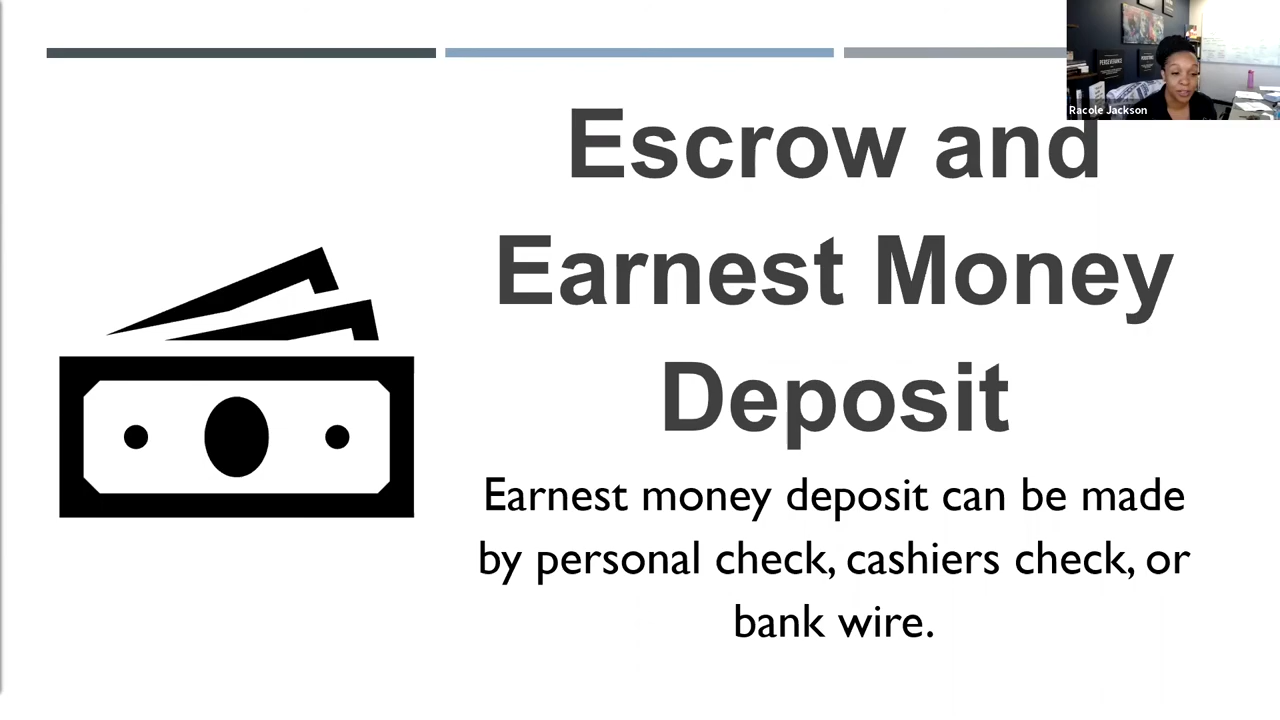 Escrow and
Earnest Money
Deposit
Earnest money deposit can be made
by personal check, cashiers check, or
bank wire.
PERSEVERANCE
Racole Jackson